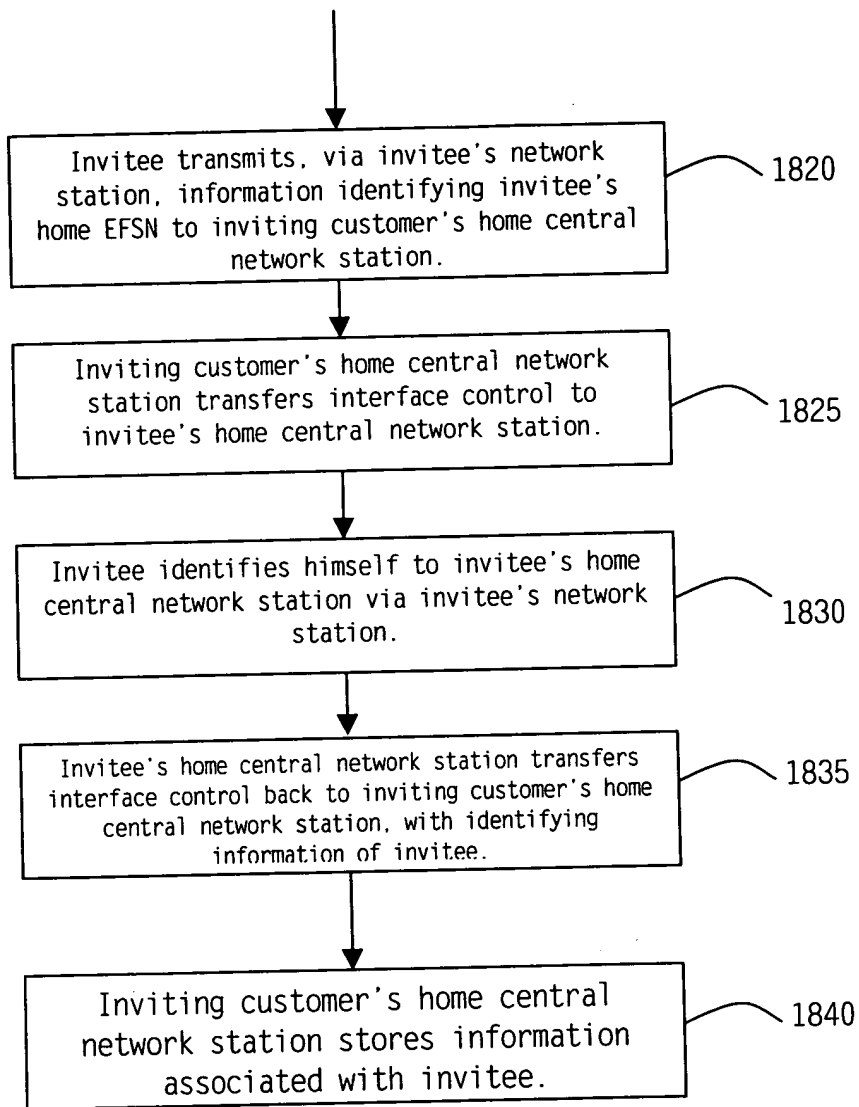 Invitee transmits, via invitee's network
station, information identifying invitee's
home EFSN to inviting customer's home central
network station.
1820
Inviting customer's home central network
station transfers interface control to
invitee's home central network station.
1825
Invitee identifies himself to invitee's home
central network station via invitee's network
station.
1830
Invitee's home central network station transfers
interface control back to inviting customer's home
central network station, with identifying
information of invitee.
1835
Inviting customer's home central
network station stores information
associated with invitee.
1840